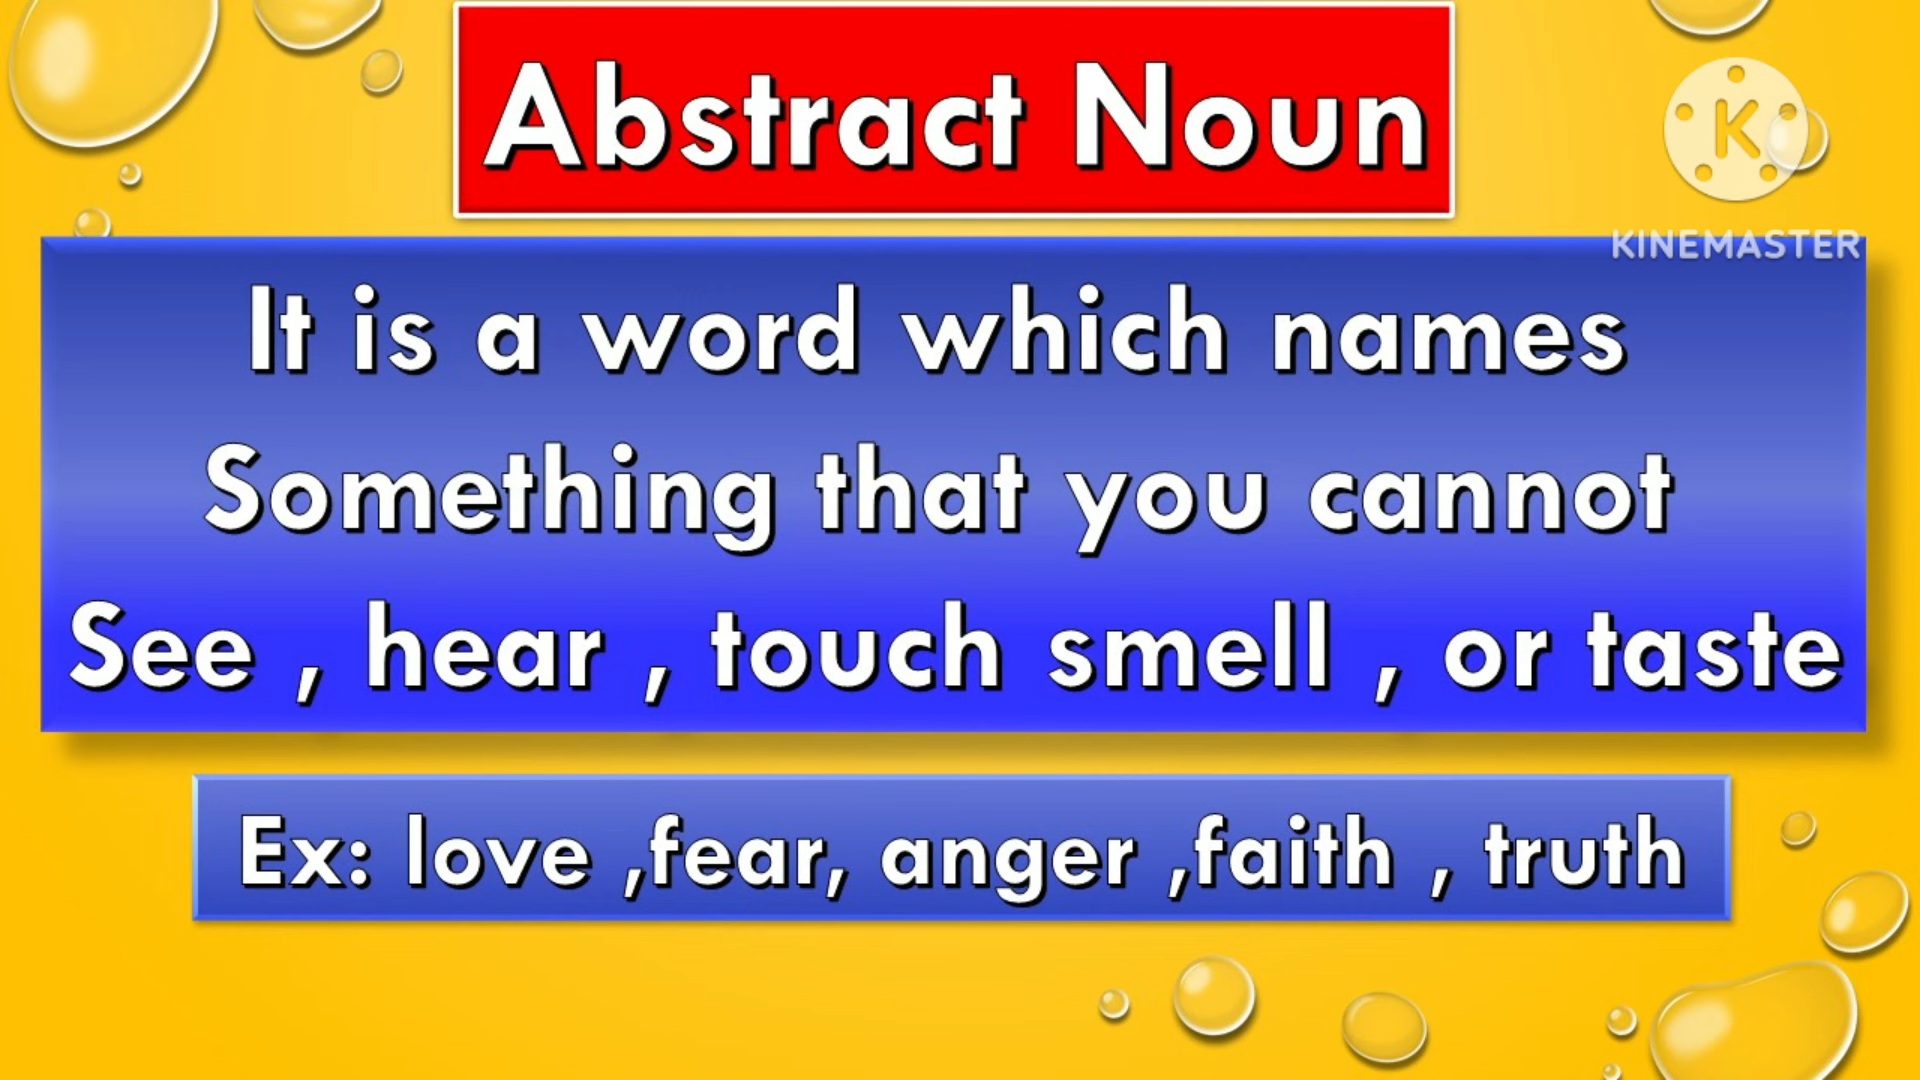 Abstract Noun
K
KINEMASTER
It is a word which names
Something that you cannot
See , hear , touch smell , or taste
Ex: love ,fear, anger ,faith , truth